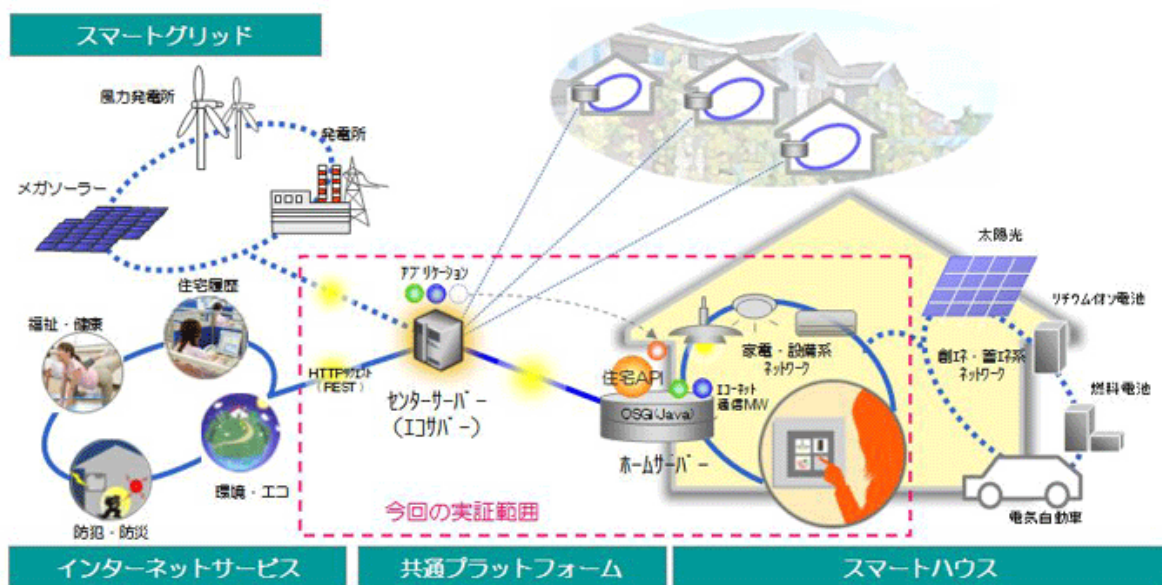 スマートグリッド
風力発電所
発電所
メガソーラー
住宅履歴
福祉・健康
環境・エコ
防犯・防災
HTTPリクエスト
(REST)
アプリケーション
センターサーバー
(エコサバー)
住宅API
OSGi(Java)
エコーネット
通信MW
ホームサーバー
家電・設備系
ネットワーク
太陽光
リチウムイオン電池
創エネ・蓄エネ系
ネットワーク
燃料電池
電気自動車
今回の実証範囲
インターネットサービス
共通プラットフォーム
スマートハウス